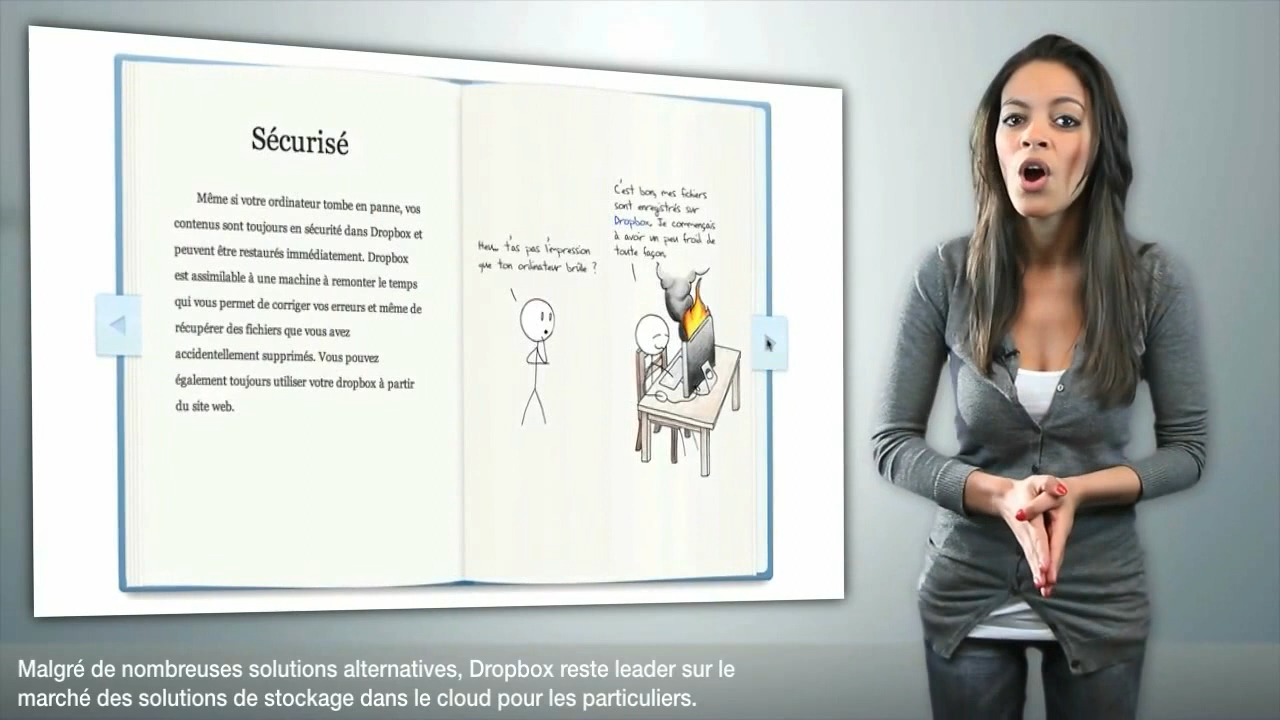 Sécurisé
Même si votre ordinateur tombe en panne, vos
contenus sont toujours en sécurité dans Dropbox et
peuvent être restaurés immédiatement. Dropbox
est assimilable à une machine à remonter le temps
qui vous permet de corriger vos erreurs et même de
récupérer des fichiers que vous avez
accidentellement supprimés. Vous pouvez
également toujours utiliser votre dropbox à partir
du site web.
Heu... t'as pas l'impression
que ton ordinateur brûle ?
C'est bon, mes fichiers
sont enregistrés sur
Dropbox. Je commençais
à avoir un peu froid de
toute façon.
Malgré de nombreuses solutions alternatives, Dropbox reste leader sur le
marché des solutions de stockage dans le cloud pour les particuliers.